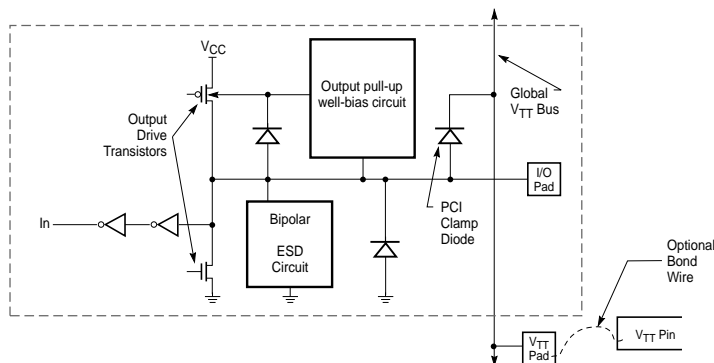 VCC
Output pull-up
well-bias circuit
Global
VTT Bus
Output
Drive
Transistors
I/O
Pad
In
Bipolar
ESD
Circuit
PCI
Clamp
Diode
Optional
Bond
Wire
VTT
Pad
VTT Pin